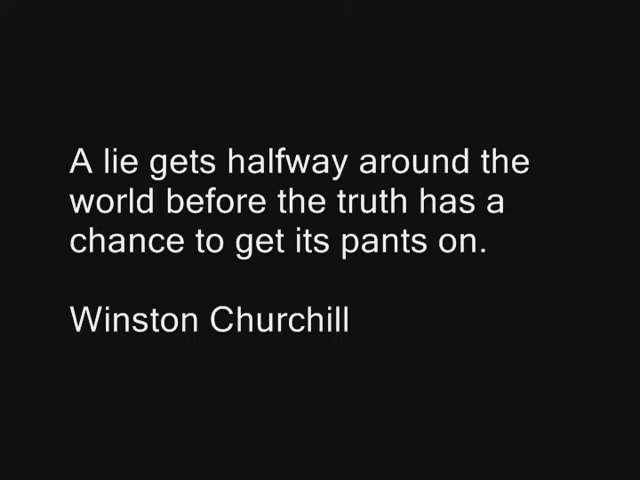 A lie gets halfway around the
world before the truth has a
chance to get its pants on.
Winston Churchill